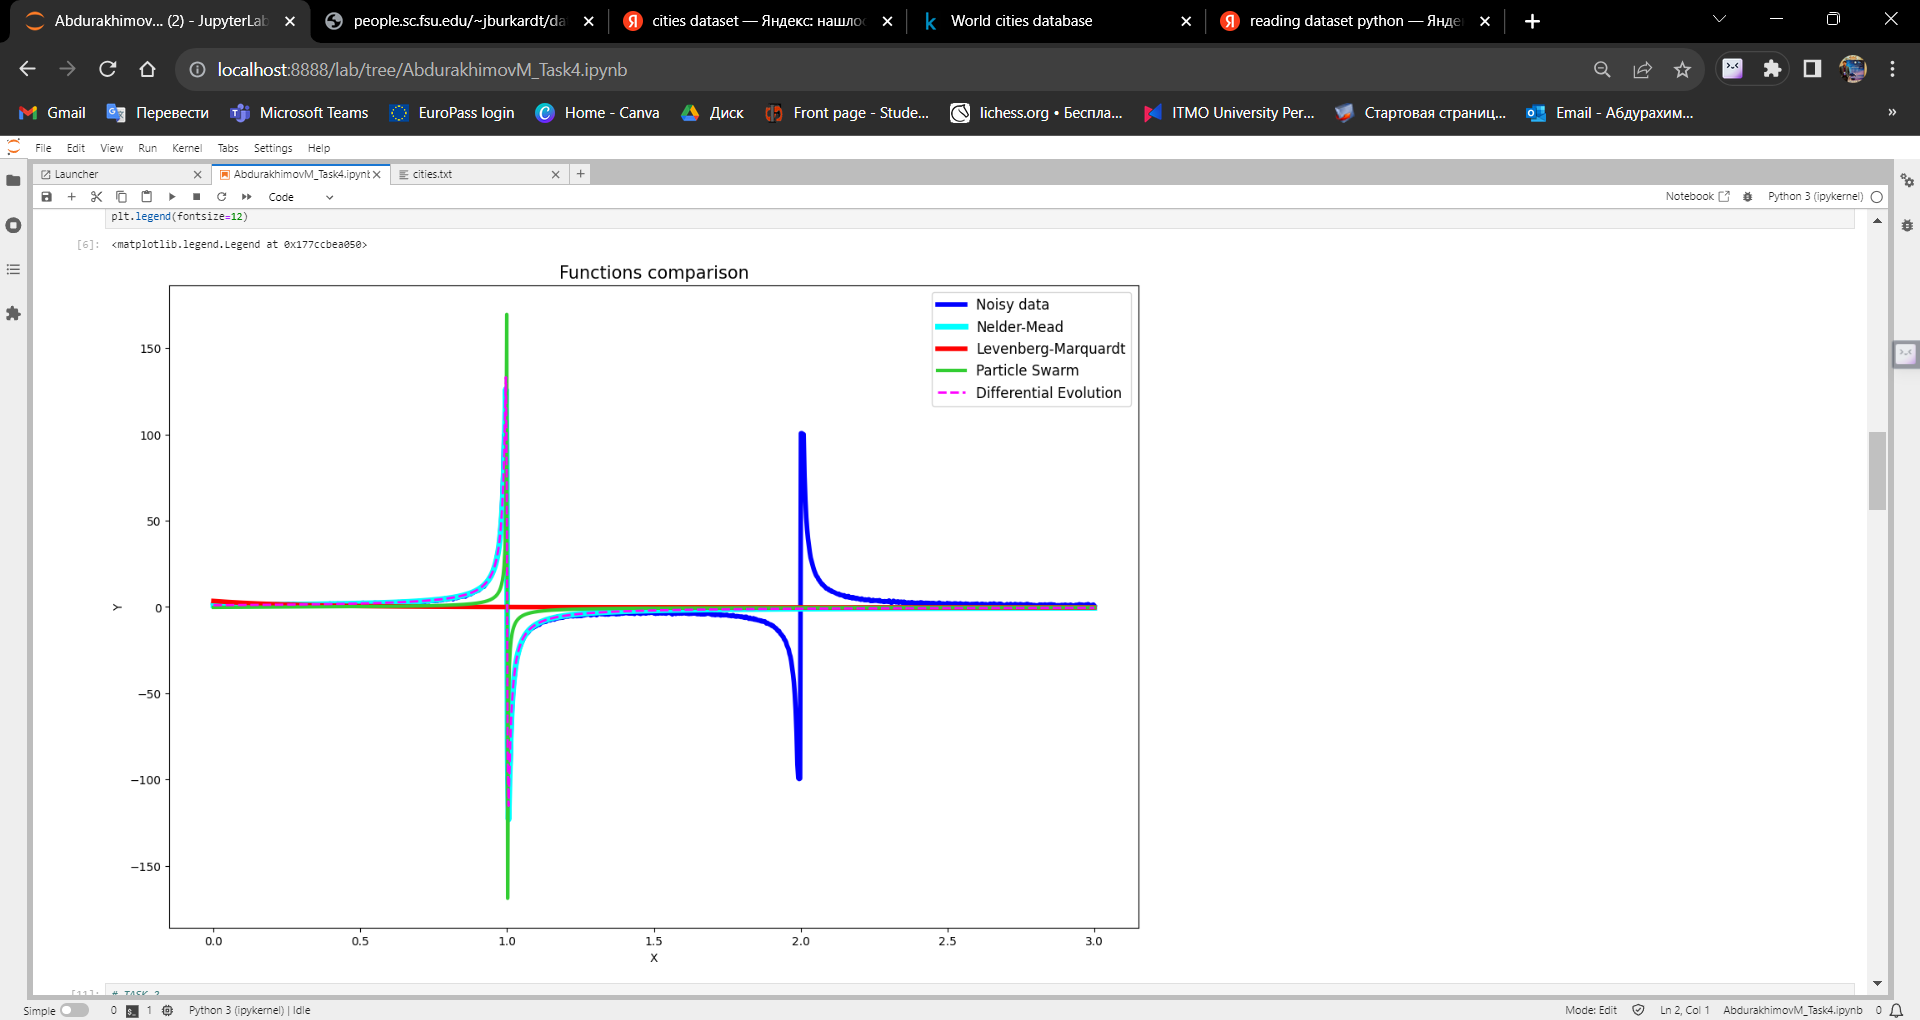 Abdurakhimov... (2) - JupyterLab
people.sc.fsu.edu/~jburkardt/da
cities dataset — Яндекс: нашлос
World cities database
reading dataset python — Янде
localhost:8888/lab/tree/AbdurakhimovM_Task4.ipynb
Gmail
Перевести
Microsoft Teams
EuroPass login
Home - Canva
Диск
Front page - Stude...
lichess.org • Беспла...
ITMO University Per...
Стартовая страниц...
Email - Абдурахим...
»
File Edit View Run Kernel Tabs Settings Help
Launcher
AbdurakhimovM_Task4.ipynb
cities.txt
Code
Notebook
Python 3 (ipykernel)
plt.legend(fontsize=12)
[6]: <matplotlib.legend.Legend at 0x177ccbea050>
Functions comparison
Noisy data
Nelder-Mead
Levenberg-Marquardt
Particle Swarm
Differential Evolution
150
100
50
0
−50
−100
−150
Y
0.0 0.5 1.0 1.5 2.0 2.5 3.0
X
[11]: # TASK 2
Simple
0
1
Python 3 (ipykernel) | Idle
Mode: Edit
Ln 2, Col 1
AbdurakhimovM_Task4.ipynb
0